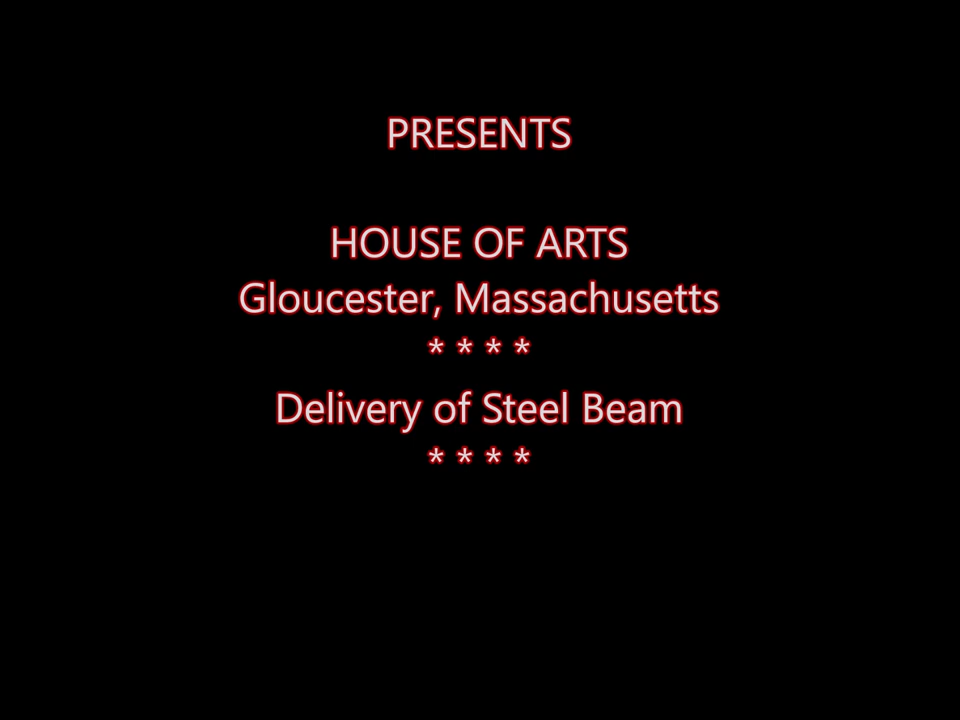 PRESENTS
HOUSE OF ARTS
Gloucester, Massachusetts
* * * *
Delivery of Steel Beam
* * * *